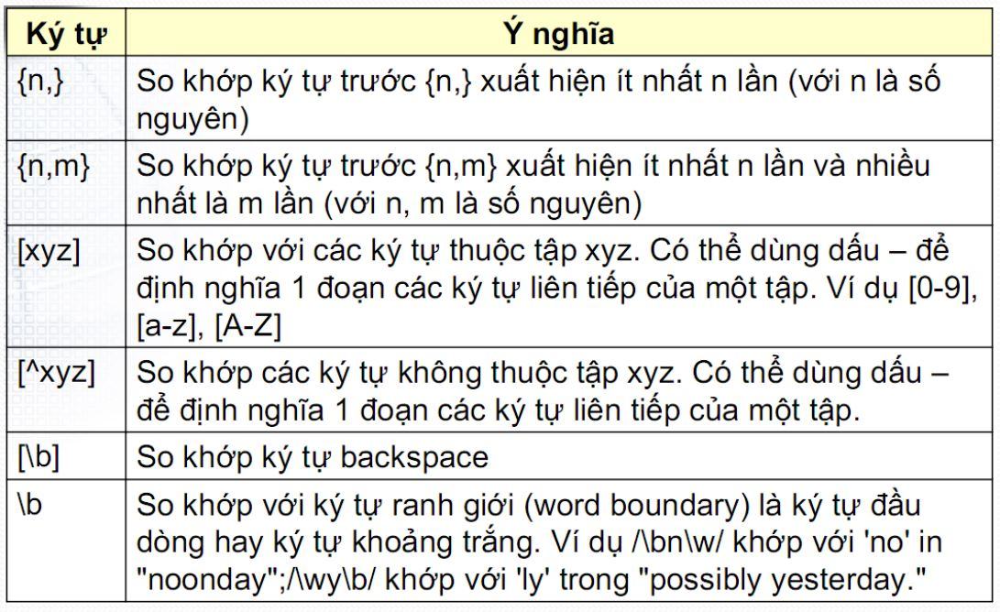 Ký tự Ý nghĩa
{n,} So khớp ký tự trước {n,} xuất hiện ít nhất n lần (với n là số
nguyên)
{n,m} So khớp ký tự trước {n,m} xuất hiện ít nhất n lần và nhiều
nhất là m lần (với n, m là số nguyên)
[xyz] So khớp với các ký tự thuộc tập xyz. Có thể dùng dấu – để
định nghĩa 1 đoạn các ký tự liên tiếp của một tập. Ví dụ [0-9],
[a-z], [A-Z]
[^xyz] So khớp các ký tự không thuộc tập xyz. Có thể dùng dấu –
để định nghĩa 1 đoạn các ký tự liên tiếp của một tập.
[\b] So khớp ký tự backspace
\b So khớp với ký tự ranh giới (word boundary) là ký tự đầu
dòng hay ký tự khoảng trắng. Ví dụ /\bn\w/ khớp với 'no' in
"noonday";/\wy\b/ khớp với 'ly' trong "possibly yesterday."